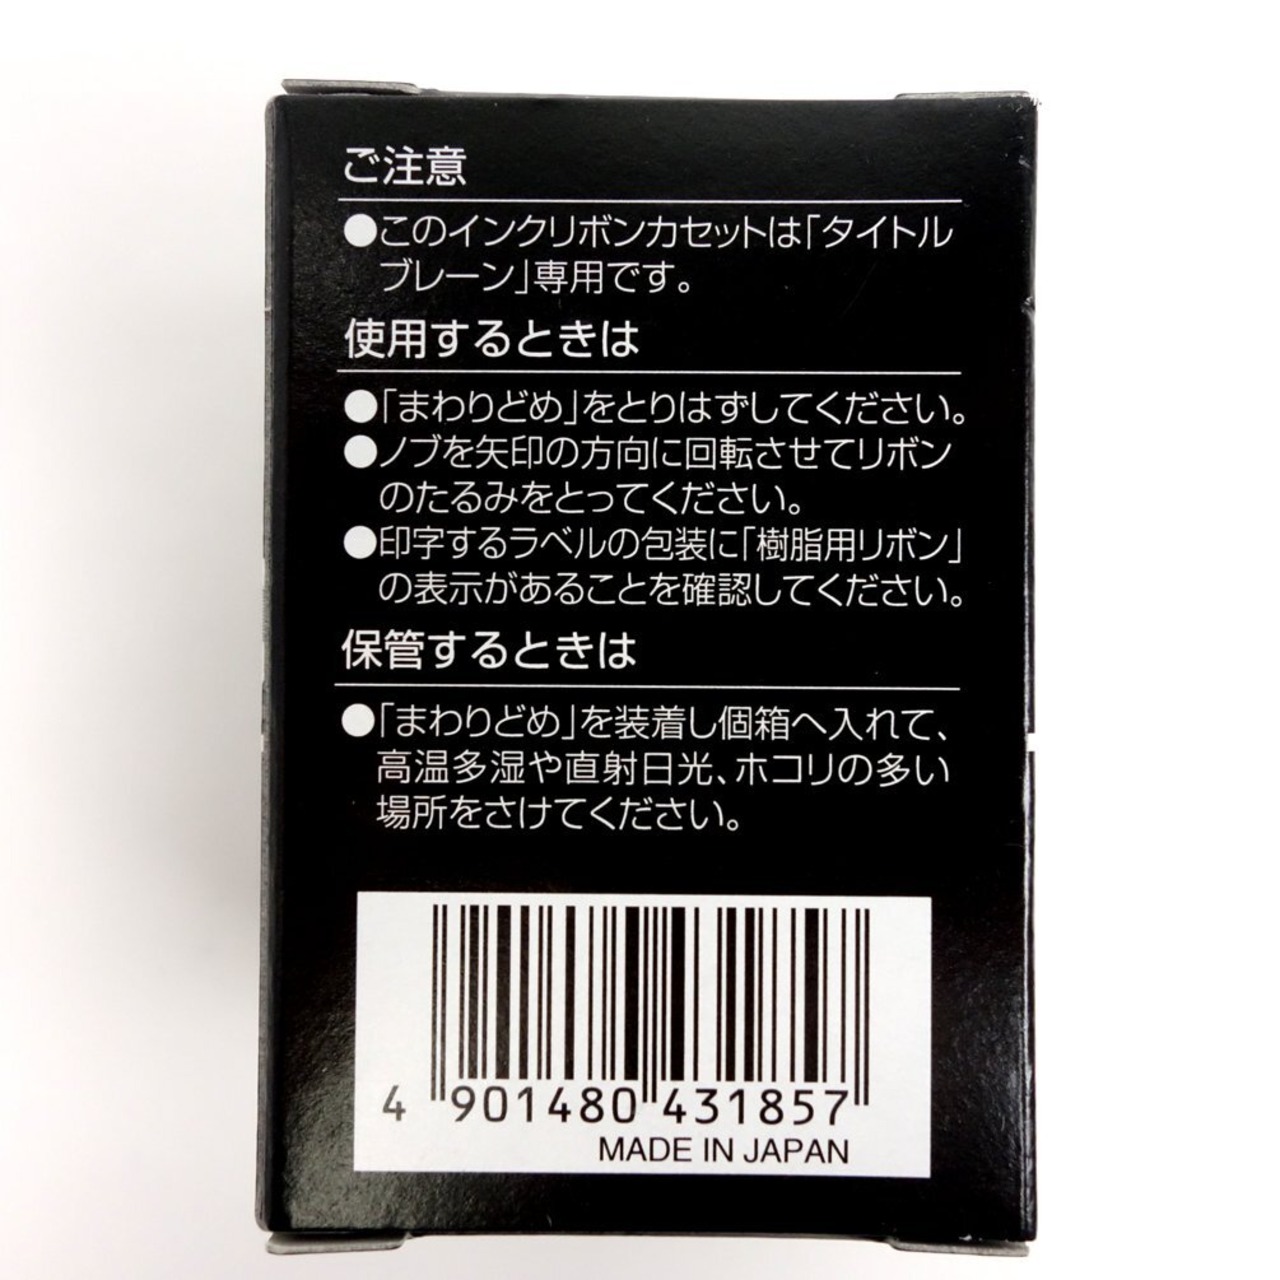 ご注意
●このインクリボンカセットは「タイトル
ブレーン」専用です。
使用するときは
●「まわりどめ」をとりはずしてください。
●ノブを矢印の方向に回転させてリボン
のたるみをとってください。
●印字するラベルの包装に「樹脂用リボン」
の表示があることを確認してください。
保管するときは
●「まわりどめ」を装着し個箱へ入れて、
高温多湿や直射日光、ホコリの多い
場所をさけてください。
4 901480 431857
MADE IN JAPAN